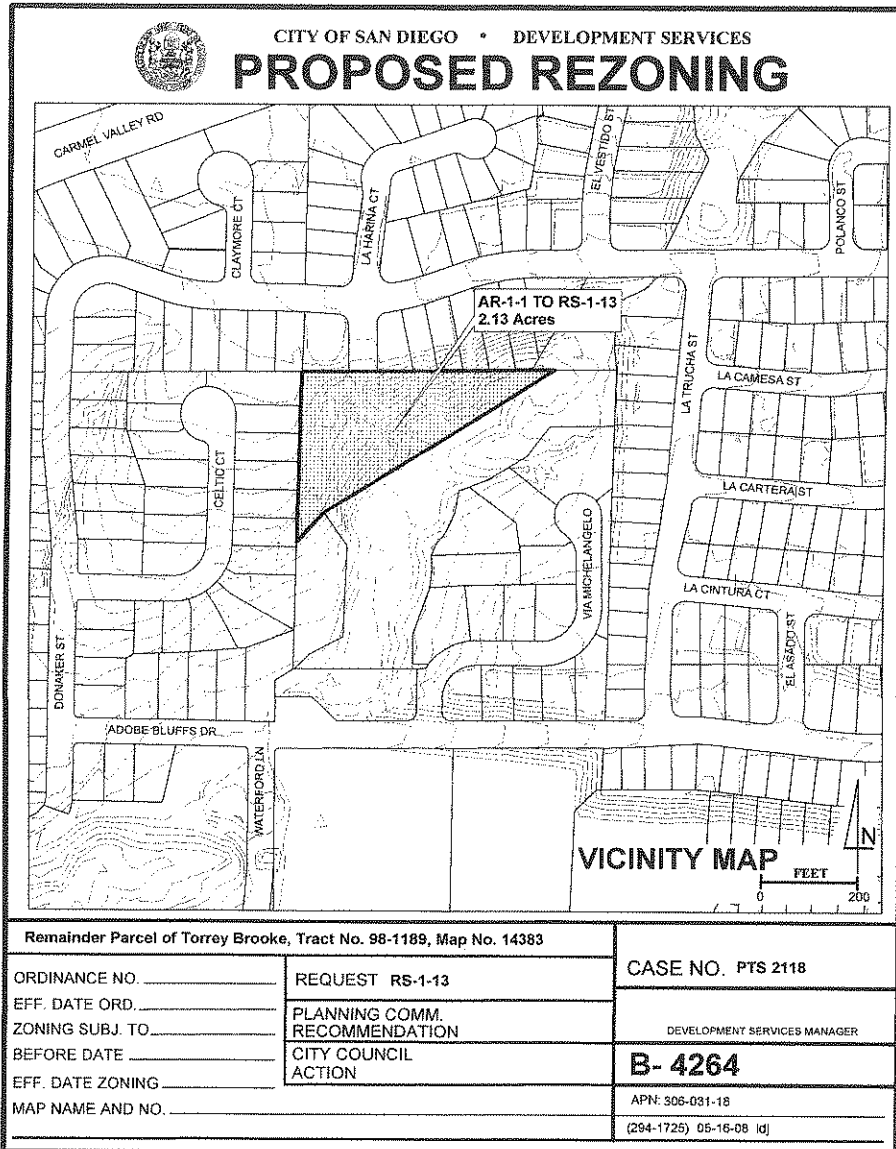 CITY OF SAN DIEGO • DEVELOPMENT SERVICES
PROPOSED REZONING
CARMEL VALLEY RD
CLAYMORE CT
LA HARINA CT
EL VESTIDO ST
POLANCO ST
AR-1-1 TO RS-1-13
2.13 Acres
LA TRUCHA ST
LA CAMESA ST
CELTIC CT
LA CARTERA ST
VIA MICHELANGELO
LA CINTURA CT
EL ASADO ST
DONAKER ST
ADOBE BLUFFS DR
WATERFORD LN
N
VICINITY MAP
FEET
0 200
Remainder Parcel of Torrey Brooke, Tract No. 98-1189, Map No. 14383
ORDINANCE NO.
EFF. DATE ORD.
ZONING SUBJ. TO
BEFORE DATE
EFF. DATE ZONING
MAP NAME AND NO.
REQUEST RS-1-13
PLANNING COMM.
RECOMMENDATION
CITY COUNCIL
ACTION
CASE NO. PTS 2118
DEVELOPMENT SERVICES MANAGER
B- 4264
APN: 306-031-18
(294-1725) 05-16-08 ldj